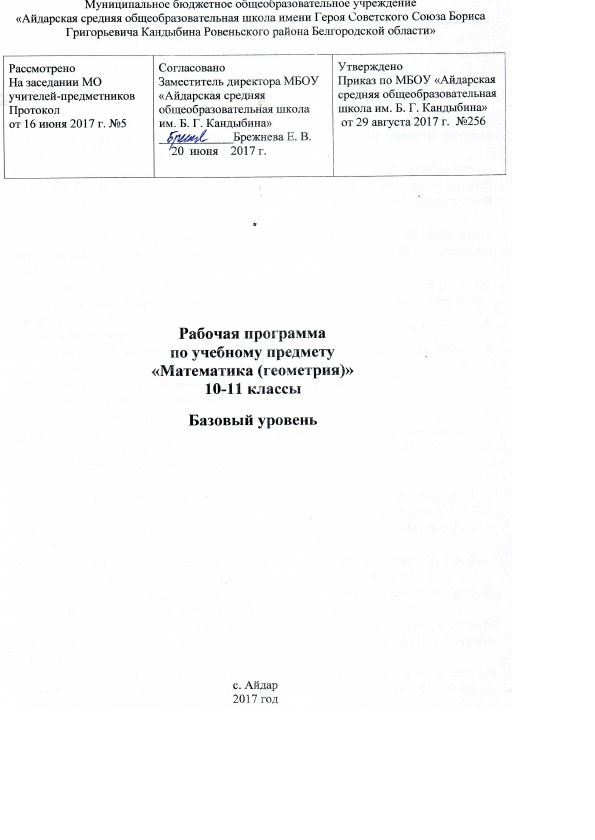 Муниципальное бюджетное общеобразовательное учреждение
«Айдарская средняя общеобразовательная школа имени Героя Советского Союза Бориса
Григорьевича Кандыбина Ровеньского района Белгородской области»
Рассмотрено
На заседании МО
учителей-предметников
Протокол
от 16 июня 2017 г. №5
Согласовано
Заместитель директора МБОУ
«Айдарская средняя
общеобразовательная школа
им. Б. Г. Кандыбина»
Брежнева Е. В.
20 июня 2017 г.
Утверждено
Приказ по МБОУ «Айдарская
средняя общеобразовательная
школа им. Б. Г. Кандыбина»
от 29 августа 2017 г. №256
Рабочая программа
по учебному предмету
«Математика (геометрия)»
10-11 классы
Базовый уровень
с. Айдар
2017 год